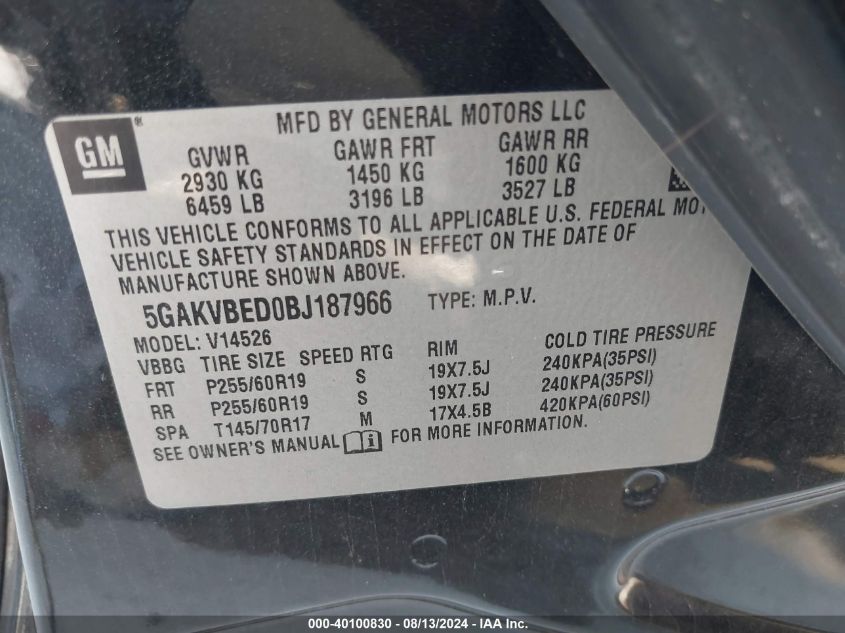 GM
MFD BY GENERAL MOTORS LLC
GVWR GAWR FRT GAWR RR
2930 KG 1450 KG 1600 KG
6459 LB 3196 LB 3527 LB
THIS VEHICLE CONFORMS TO ALL APPLICABLE U.S. FEDERAL
VEHICLE SAFETY STANDARDS IN EFFECT ON THE DATE OF
MANUFACTURE SHOWN ABOVE.
5GAKVBED0BJ187966 TYPE: M.P.V.
MODEL: V14526
VBBG TIRE SIZE SPEED RTG RIM COLD TIRE PRESSURE
FRT P255/60R19 S 19X7.5J 240KPA(35PSI)
RR P255/60R19 S 19X7.5J 240KPA(35PSI)
SPA T145/70R17 M 17X4.5B 420KPA(60PSI)
SEE OWNER'S MANUAL FOR MORE INFORMATION.
000-40100830 - 08/13/2024 - IAA Inc.